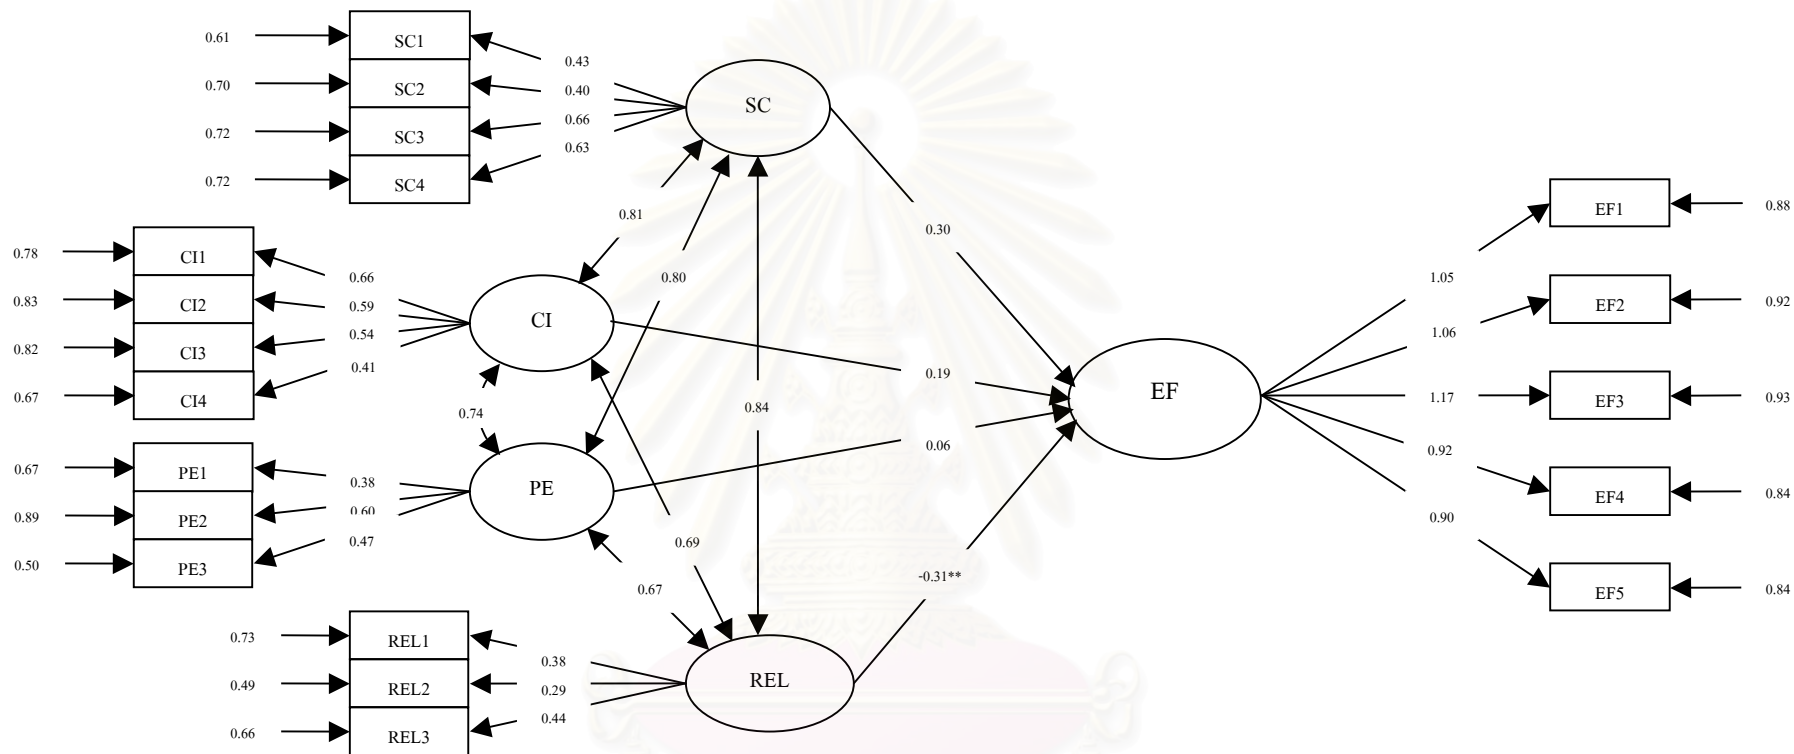 0.61 SC1 0.43
0.70 SC2 0.40
0.72 SC3 0.66
0.72 SC4 0.63
SC
0.81
0.80
0.30
0.78 CI1 0.66
0.83 CI2 0.59
0.82 CI3 0.54
0.67 CI4 0.41
CI
0.74
0.84
0.19
0.06
0.67 PE1 0.38
0.89 PE2 0.60
0.50 PE3 0.47
PE
0.69
0.67
-0.31**
0.73 REL1 0.38
0.49 REL2 0.29
0.66 REL3 0.44
REL
EF
1.05 EF1 0.88
1.06 EF2 0.92
1.17 EF3 0.93
0.92 EF4 0.84
0.90 EF5 0.84